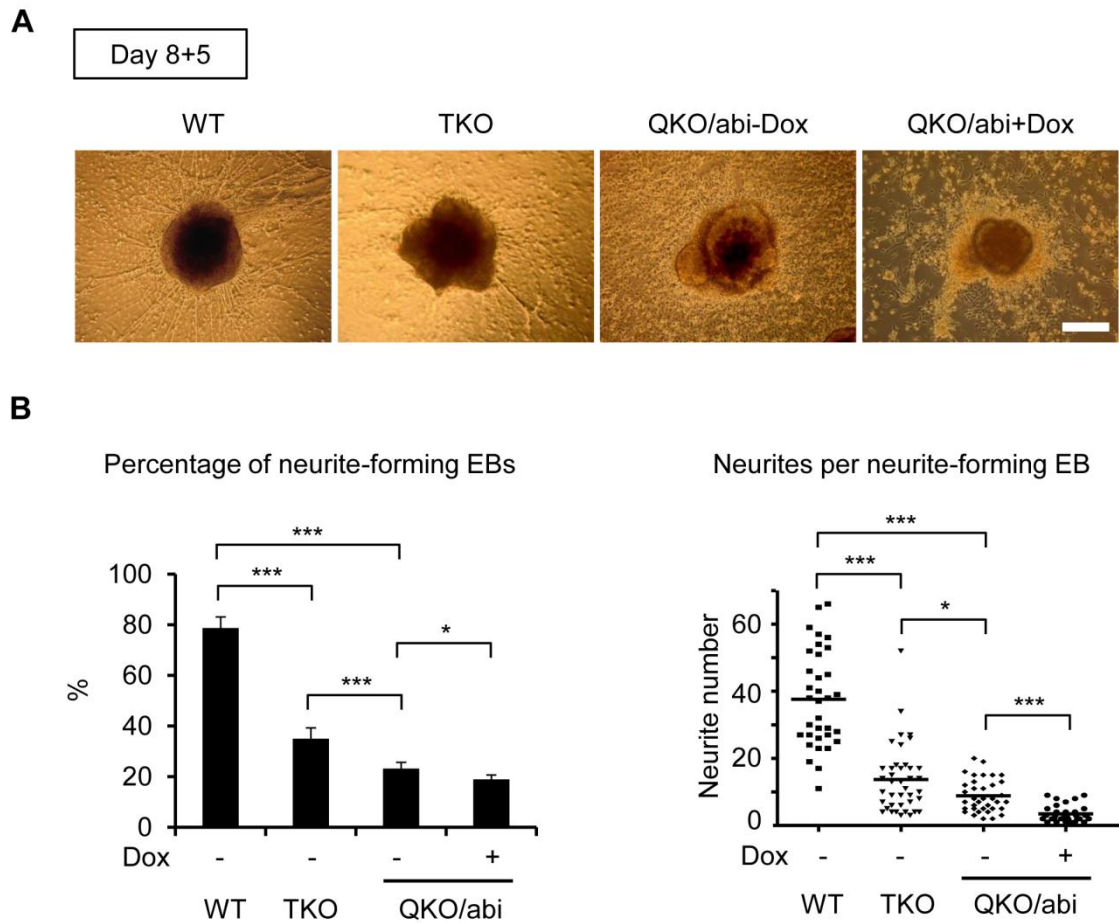 A
Day 8+5
WT TKO QKO/abi-Dox QKO/abi+Dox
B
Percentage of neurite-forming EBs
***
***
*
***
100
80
60
40
20
0
%
Dox - - - +
WT TKO QKO/abi
Neurites per neurite-forming EB
***
***
*
***
60
40
20
0
Neurite number
Dox - - - +
WT TKO QKO/abi